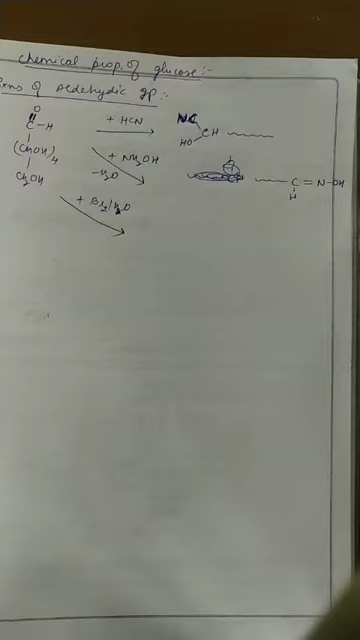 chemical prop. of glucose :-
of aldehydic gp :-
O
C-H
+ HCN
NC
HO
CH
(CHOH)4
+ NH2OH
-H2O
C = N-OH
H
CH2OH
+ Br2/H2O